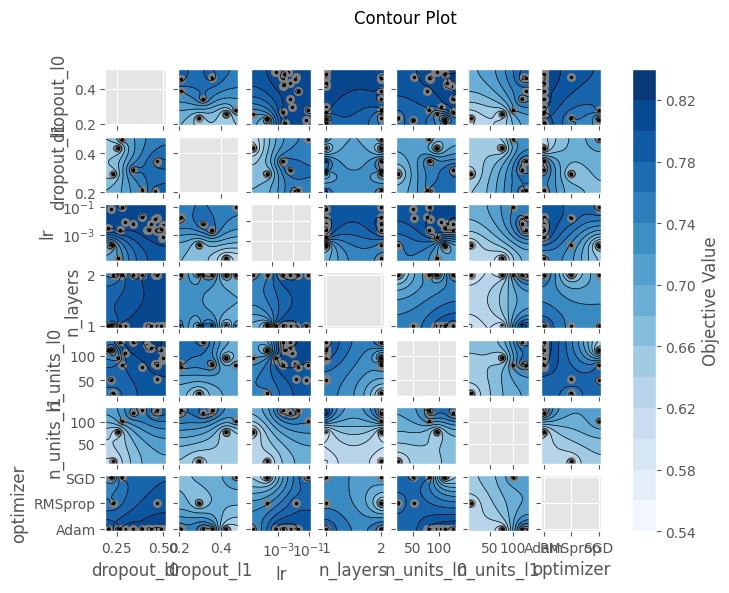 Contour Plot
dropout_l0
0.4
0.2
dropout_l1
0.4
0.2
lr
10⁻¹
10⁻³
n_layers
2
1
n_units_l0
100
50
n_units_l1
100
50
optimizer
SGD
RMSprop
Adam
0.25 0.50
dropout_l0
0.2 0.4
dropout_l1
10⁻³ 10⁻¹
lr
1 2
n_layers
50 100
n_units_l0
50 100
n_units_l1
Adam RMSprop SGD
optimizer
0.82
0.78
0.74
0.70
0.66
0.62
0.58
0.54
Objective Value